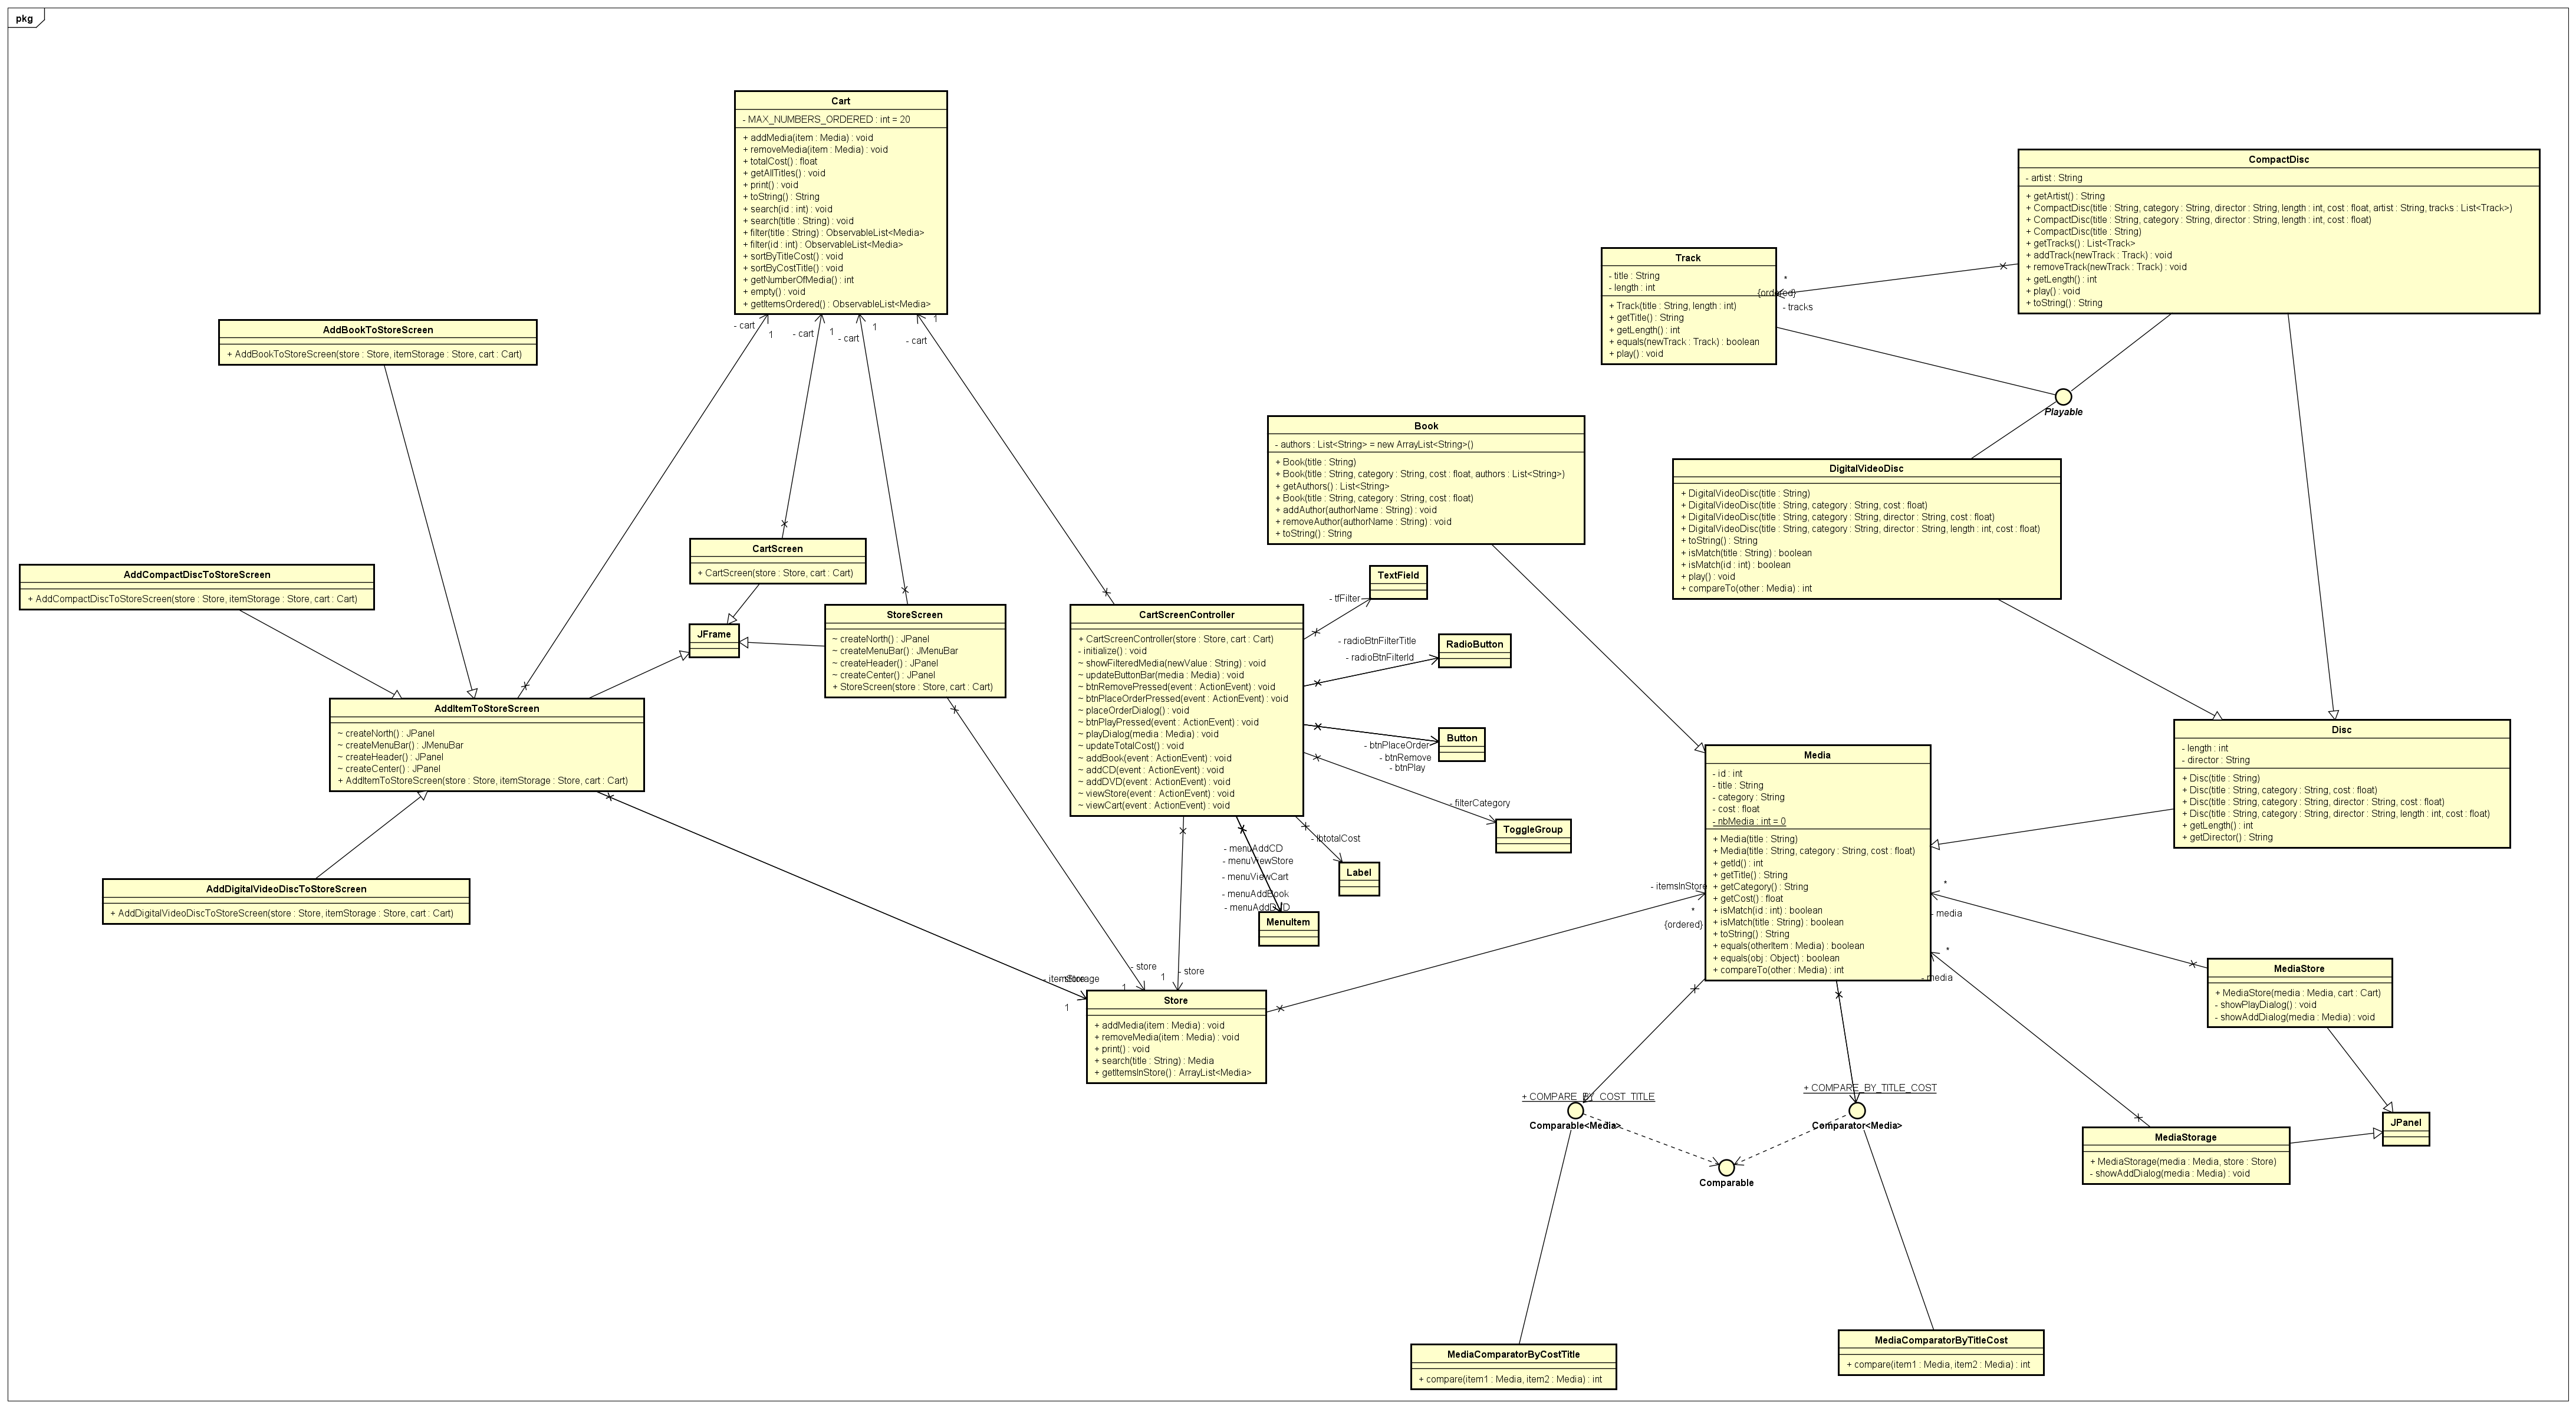 pkg
Cart
- MAX_NUMBERS_ORDERED : int = 20
+ addMedia(item : Media) : void
+ removeMedia(item : Media) : void
+ totalCost() : float
+ getAllTitles() : void
+ print() : void
+ toString() : String
+ search(id : int) : void
+ search(title : String) : void
+ filter(title : String) : ObservableList<Media>
+ filter(id : int) : ObservableList<Media>
+ sortByTitleCost() : void
+ sortByCostTitle() : void
+ getNumberOfMedia() : int
+ empty() : void
+ getItemsOrdered() : ObservableList<Media>
- cart
1
- cart
1
- cart
1
- cart
1
CompactDisc
- artist : String
+ getArtist() : String
+ CompactDisc(title : String, category : String, director : String, length : int, cost : float, artist : String, tracks : List<Track>)
+ CompactDisc(title : String, category : String, director : String, length : int, cost : float)
+ CompactDisc(title : String)
+ getTracks() : List<Track>
+ addTrack(newTrack : Track) : void
+ removeTrack(newTrack : Track) : void
+ getLength() : int
+ play() : void
+ toString() : String
Track
- title : String
- length : int
+ Track(title : String, length : int)
+ getTitle() : String
+ getLength() : int
+ equals(newTrack : Track) : boolean
+ play() : void
*
{ordered}
- tracks
Playable
AddBookToStoreScreen
+ AddBookToStoreScreen(store : Store, itemStorage : Store, cart : Cart)
Book
- authors : List<String> = new ArrayList<String>()
+ Book(title : String)
+ Book(title : String, category : String, cost : float, authors : List<String>)
+ getAuthors() : List<String>
+ Book(title : String, category : String, cost : float)
+ addAuthor(authorName : String) : void
+ removeAuthor(authorName : String) : void
+ toString() : String
DigitalVideoDisc
+ DigitalVideoDisc(title : String)
+ DigitalVideoDisc(title : String, category : String, cost : float)
+ DigitalVideoDisc(title : String, category : String, director : String, cost : float)
+ DigitalVideoDisc(title : String, category : String, director : String, length : int, cost : float)
+ toString() : String
+ isMatch(title : String) : boolean
+ isMatch(id : int) : boolean
+ play() : void
+ compareTo(other : Media) : int
CartScreen
+ CartScreen(store : Store, cart : Cart)
AddCompactDiscToStoreScreen
+ AddCompactDiscToStoreScreen(store : Store, itemStorage : Store, cart : Cart)
JFrame
StoreScreen
~ createNorth() : JPanel
~ createMenuBar() : JMenuBar
~ createHeader() : JPanel
~ createCenter() : JPanel
+ StoreScreen(store : Store, cart : Cart)
CartScreenController
+ CartScreenController(store : Store, cart : Cart)
- initialize() : void
~ showFilteredMedia(newValue : String) : void
~ updateButtonBar(media : Media) : void
~ btnRemovePressed(event : ActionEvent) : void
~ btnPlaceOrderPressed(event : ActionEvent) : void
~ placeOrderDialog() : void
~ btnPlayPressed(event : ActionEvent) : void
~ playDialog(media : Media) : void
~ updateTotalCost() : void
~ addBook(event : ActionEvent) : void
~ addCD(event : ActionEvent) : void
~ addDVD(event : ActionEvent) : void
~ viewStore(event : ActionEvent) : void
~ viewCart(event : ActionEvent) : void
TextField
- tfFilter
- radioBtnFilterTitle
- radioBtnFilterId
RadioButton
Button
- btnPlaceOrder
- btnRemove
- btnPlay
- filterCategory
ToggleGroup
- lbtotalCost
Label
- menuAddCD
- menuViewStore
- menuViewCart
- menuAddBook
- menuAddDVD
MenuItem
AddItemToStoreScreen
~ createNorth() : JPanel
~ createMenuBar() : JMenuBar
~ createHeader() : JPanel
~ createCenter() : JPanel
+ AddItemToStoreScreen(store : Store, itemStorage : Store, cart : Cart)
AddDigitalVideoDiscToStoreScreen
+ AddDigitalVideoDiscToStoreScreen(store : Store, itemStorage : Store, cart : Cart)
Disc
- length : int
- director : String
+ Disc(title : String)
+ Disc(title : String, category : String, cost : float)
+ Disc(title : String, category : String, director : String, cost : float)
+ Disc(title : String, category : String, director : String, length : int, cost : float)
+ getLength() : int
+ getDirector() : String
Media
- id : int
- title : String
- category : String
- cost : float
- nbMedia : int = 0
+ Media(title : String)
+ Media(title : String, category : String, cost : float)
+ getId() : int
+ getTitle() : String
+ getCategory() : String
+ getCost() : float
+ isMatch(id : int) : boolean
+ isMatch(title : String) : boolean
+ toString() : String
+ equals(otherItem : Media) : boolean
+ equals(obj : Object) : boolean
+ compareTo(other : Media) : int
- itemsInStore
*
{ordered}
*
- media
*
- media
- itemStorage
1
- store
1
- store
1
Store
+ addMedia(item : Media) : void
+ removeMedia(item : Media) : void
+ print() : void
+ search(title : String) : Media
+ getItemsInStore() : ArrayList<Media>
MediaStore
+ MediaStore(media : Media, cart : Cart)
- showPlayDialog() : void
- showAddDialog(media : Media) : void
+ COMPARE_BY_COST_TITLE
Comparable<Media>
+ COMPARE_BY_TITLE_COST
Comparator<Media>
Comparable
JPanel
MediaStorage
+ MediaStorage(media : Media, store : Store)
- showAddDialog(media : Media) : void
MediaComparatorByCostTitle
+ compare(item1 : Media, item2 : Media) : int
MediaComparatorByTitleCost
+ compare(item1 : Media, item2 : Media) : int